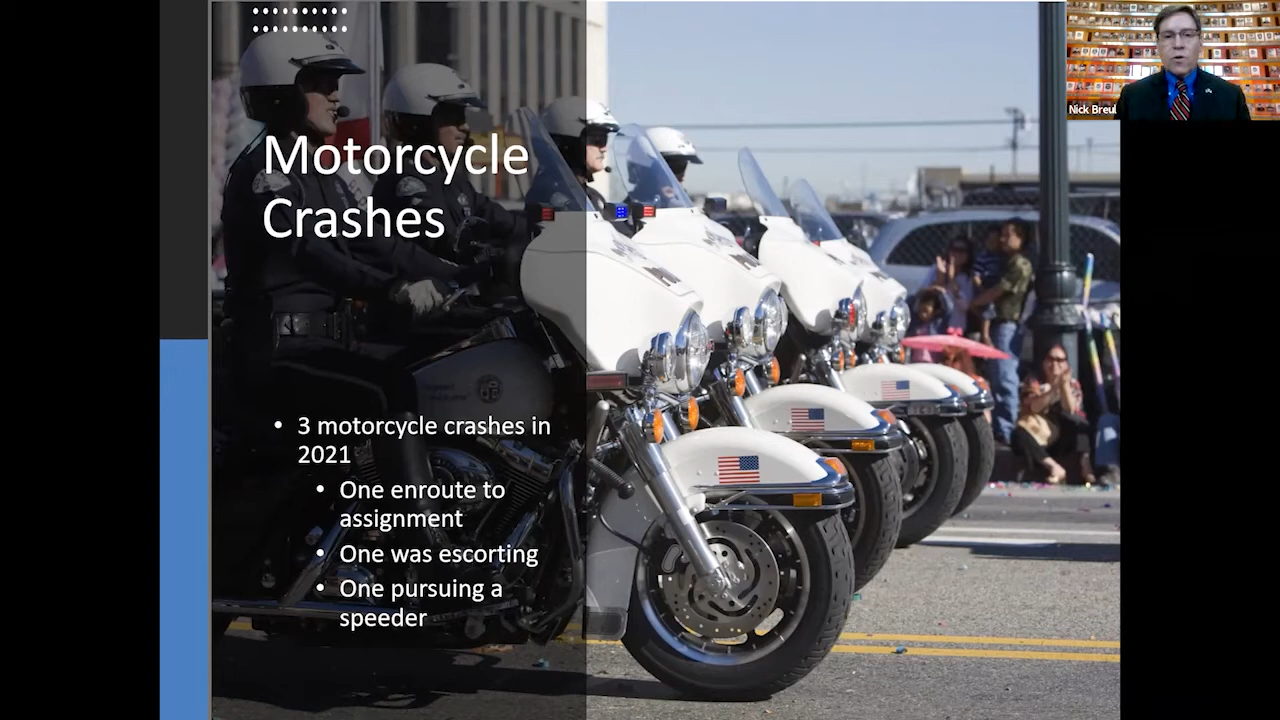 Motorcycle
Crashes
• 3 motorcycle crashes in
2021
• One enroute to
assignment
• One was escorting
• One pursuing a
speeder
Nick Breul